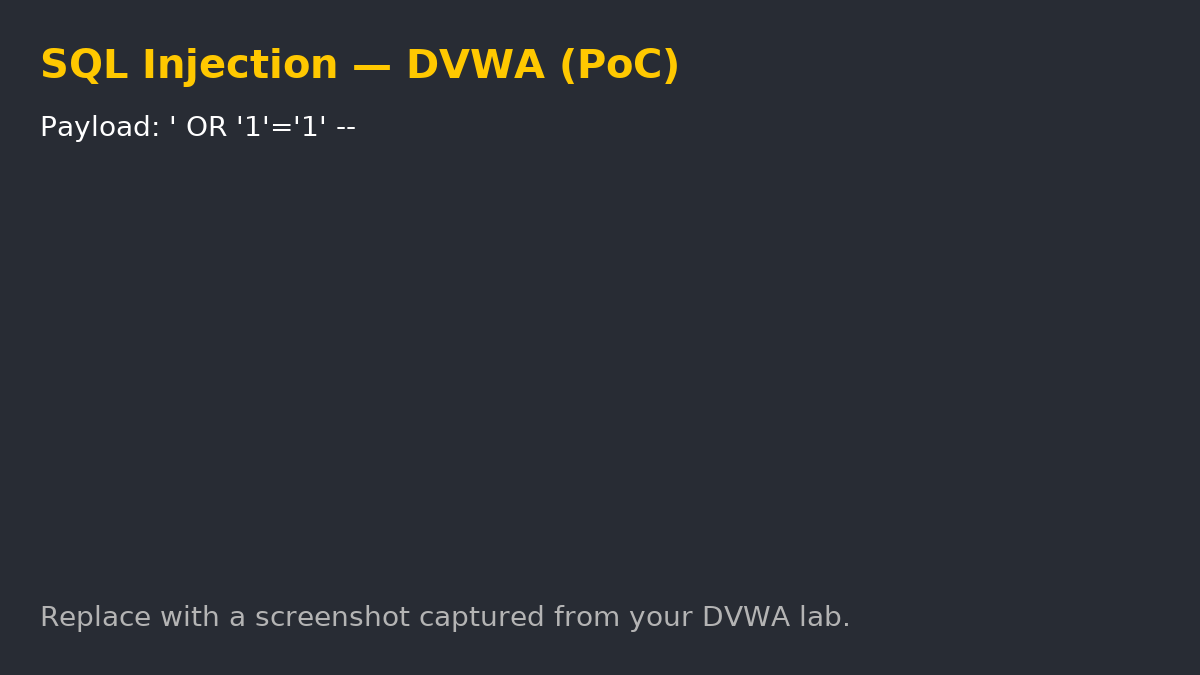 SQL Injection — DVWA (PoC)
Payload: ' OR '1'='1' --
Replace with a screenshot captured from your DVWA lab.